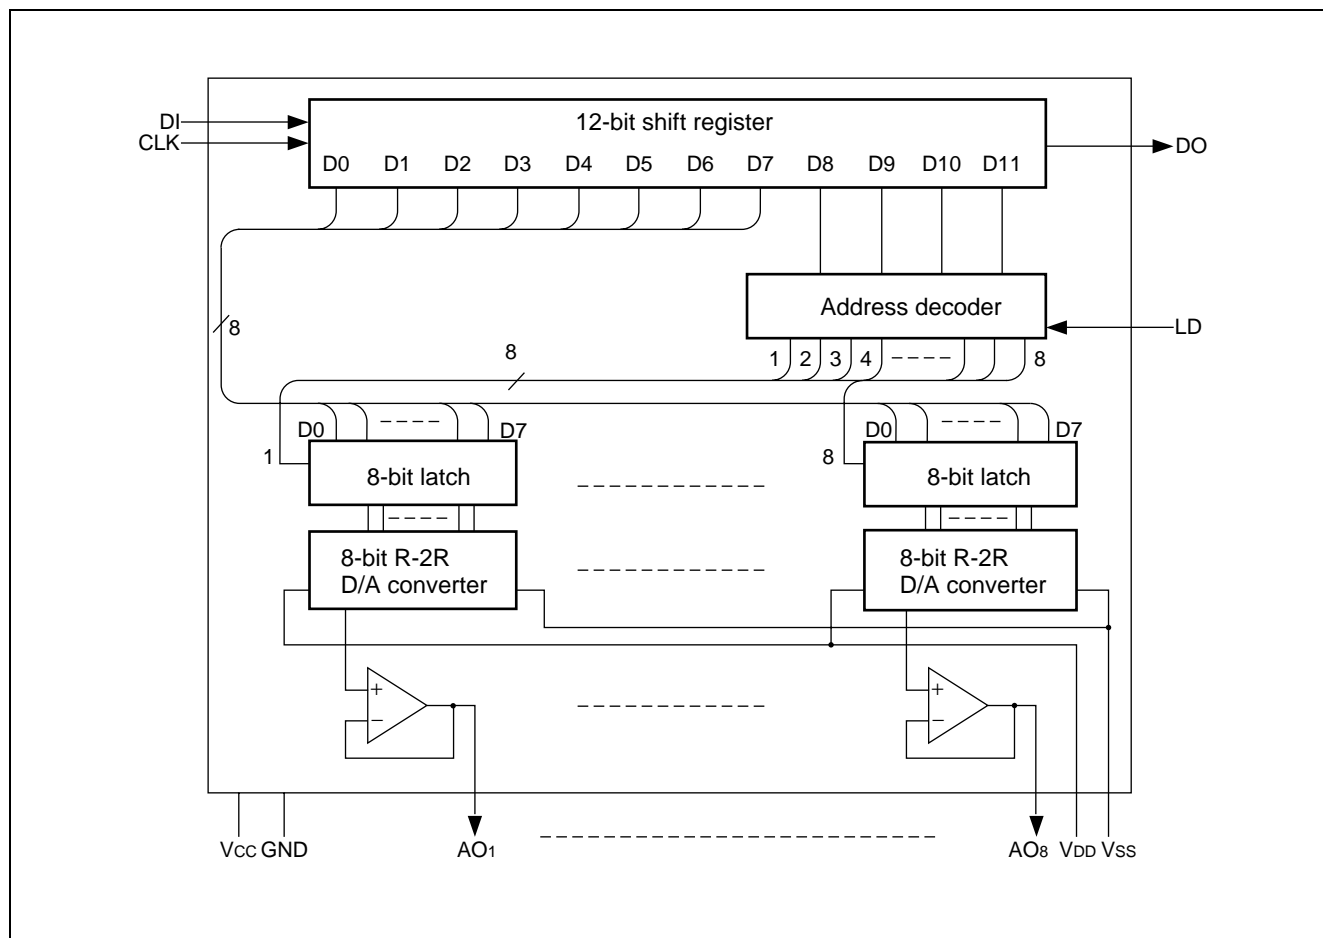 DI
CLK
12-bit shift register
D0 D1 D2 D3 D4 D5 D6 D7 D8 D9 D10 D11
DO
Address decoder
LD
8
1 2 3 4 8
8
D0 D7
D0 D7
1
8-bit latch
8
8-bit latch
8-bit R-2R
D/A converter
8-bit R-2R
D/A converter
+
−
+
−
VCC GND AO1 AO8 VDD VSS